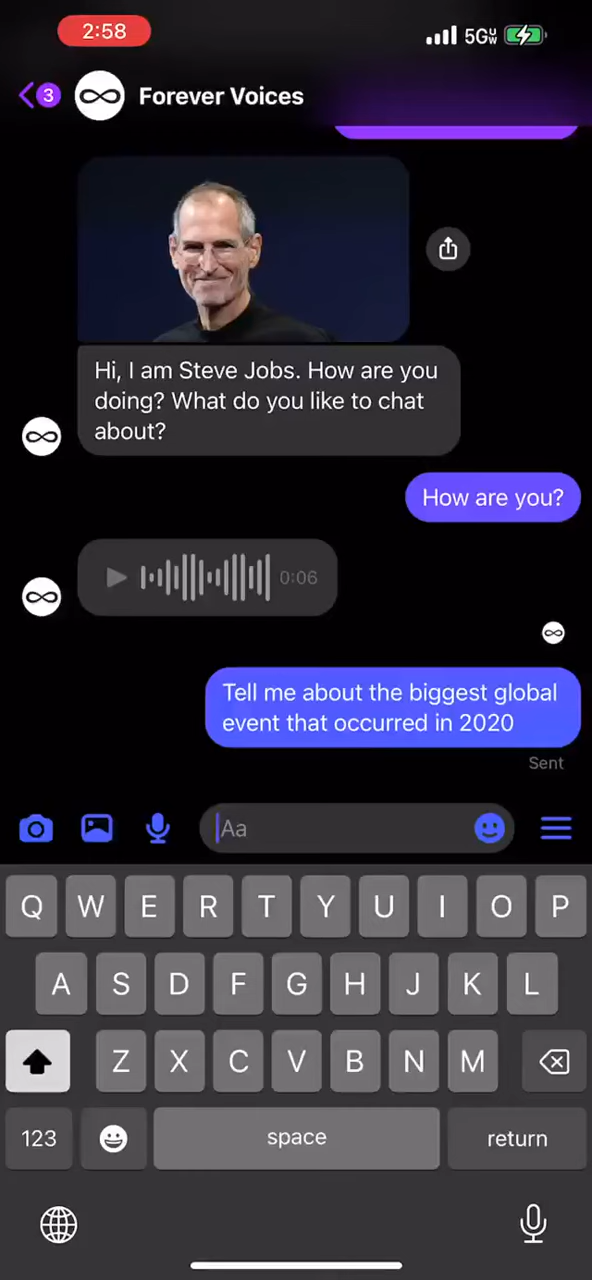 2:58
5GUW
3
Forever Voices
Hi, I am Steve Jobs. How are you
doing? What do you like to chat
about?
How are you?
0:06
Tell me about the biggest global
event that occurred in 2020
Sent
Aa
Q W E R T Y U I O P
A S D F G H J K L
Z X C V B N M
123 space return